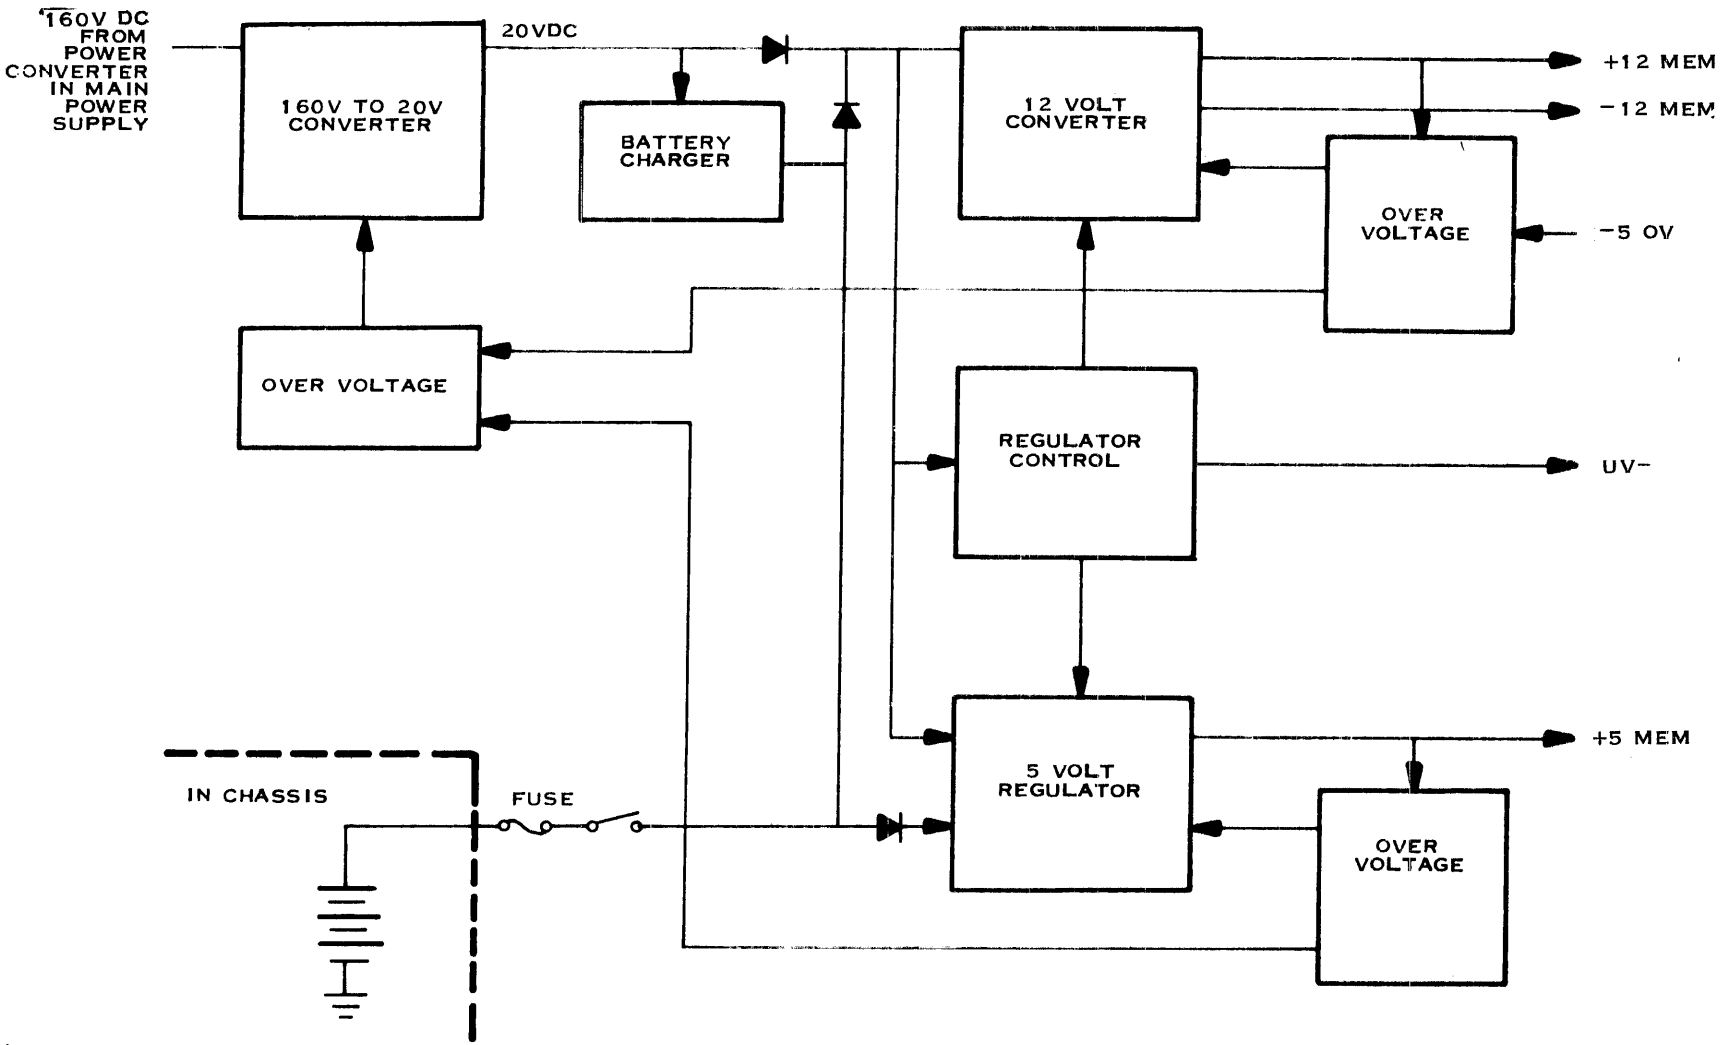 160V DC
FROM
POWER
CONVERTER
IN MAIN
POWER
SUPPLY
160V TO 20V
CONVERTER
20VDC
BATTERY
CHARGER
12 VOLT
CONVERTER
+12 MEM
-12 MEM
OVER
VOLTAGE
-5 OV
OVER VOLTAGE
REGULATOR
CONTROL
UV-
IN CHASSIS
FUSE
5 VOLT
REGULATOR
+5 MEM
OVER
VOLTAGE